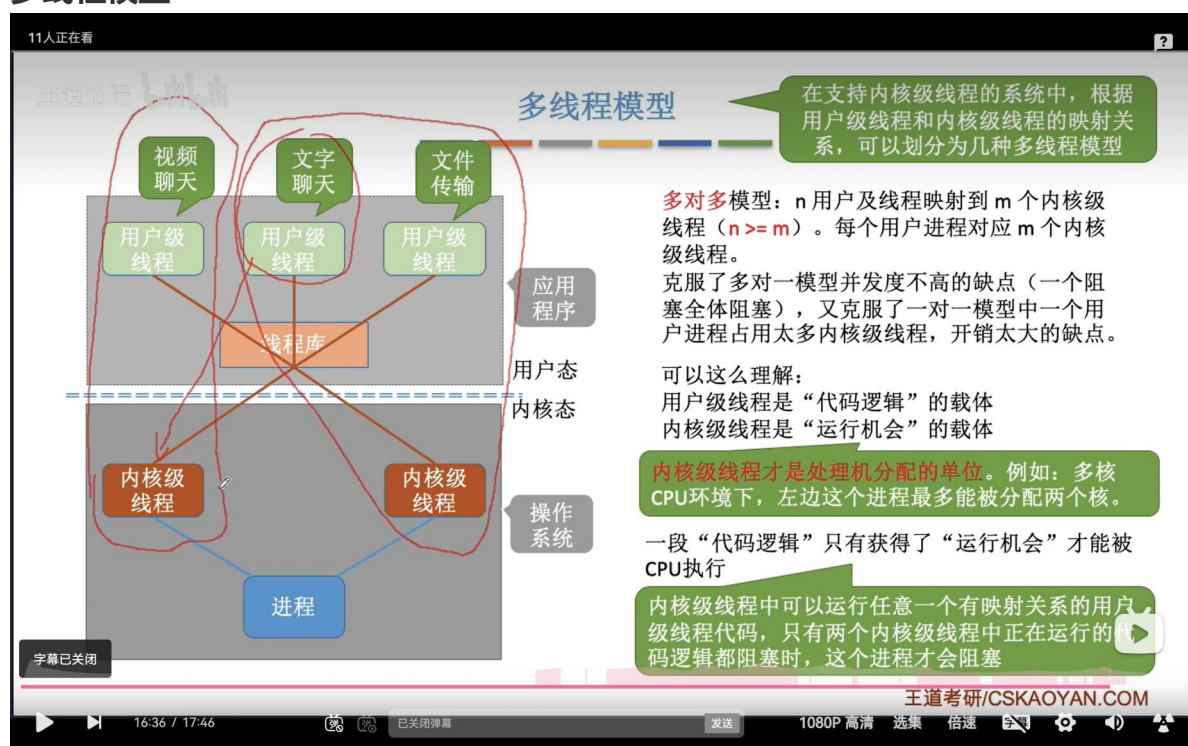 11人正在看
多线程模型
在支持内核级线程的系统中，根据
用户级线程和内核级线程的映射关
系，可以划分为几种多线程模型
视频
聊天
文字
聊天
文件
传输
用户级
线程
用户级
线程
用户级
线程
应用
程序
线程库
用户态
内核态
内核级
线程
内核级
线程
操作
系统
进程
多对多模型：n 用户及线程映射到 m 个内核级
线程（n >= m）。每个用户进程对应 m 个内核
级线程。
克服了多对一模型并发度不高的缺点（一个阻
塞全体阻塞），又克服了一对一模型中一个用
户进程占用太多内核级线程，开销太大的缺点。
可以这么理解：
用户级线程是“代码逻辑”的载体
内核级线程是“运行机会”的载体
内核级线程才是处理机分配的单位。例如：多核
CPU环境下，左边这个进程最多能被分配两个核。
一段“代码逻辑”只有获得了“运行机会”才能被
CPU执行
内核级线程中可以运行任意一个有映射关系的用户
级线程代码，只有两个内核级线程中正在运行的代
码逻辑都阻塞时，这个进程才会阻塞
字幕已关闭
王道考研/CSKAOYAN.COM
16:36 / 17:46
已关闭弹幕
发送
1080P 高清
选集
倍速
字幕